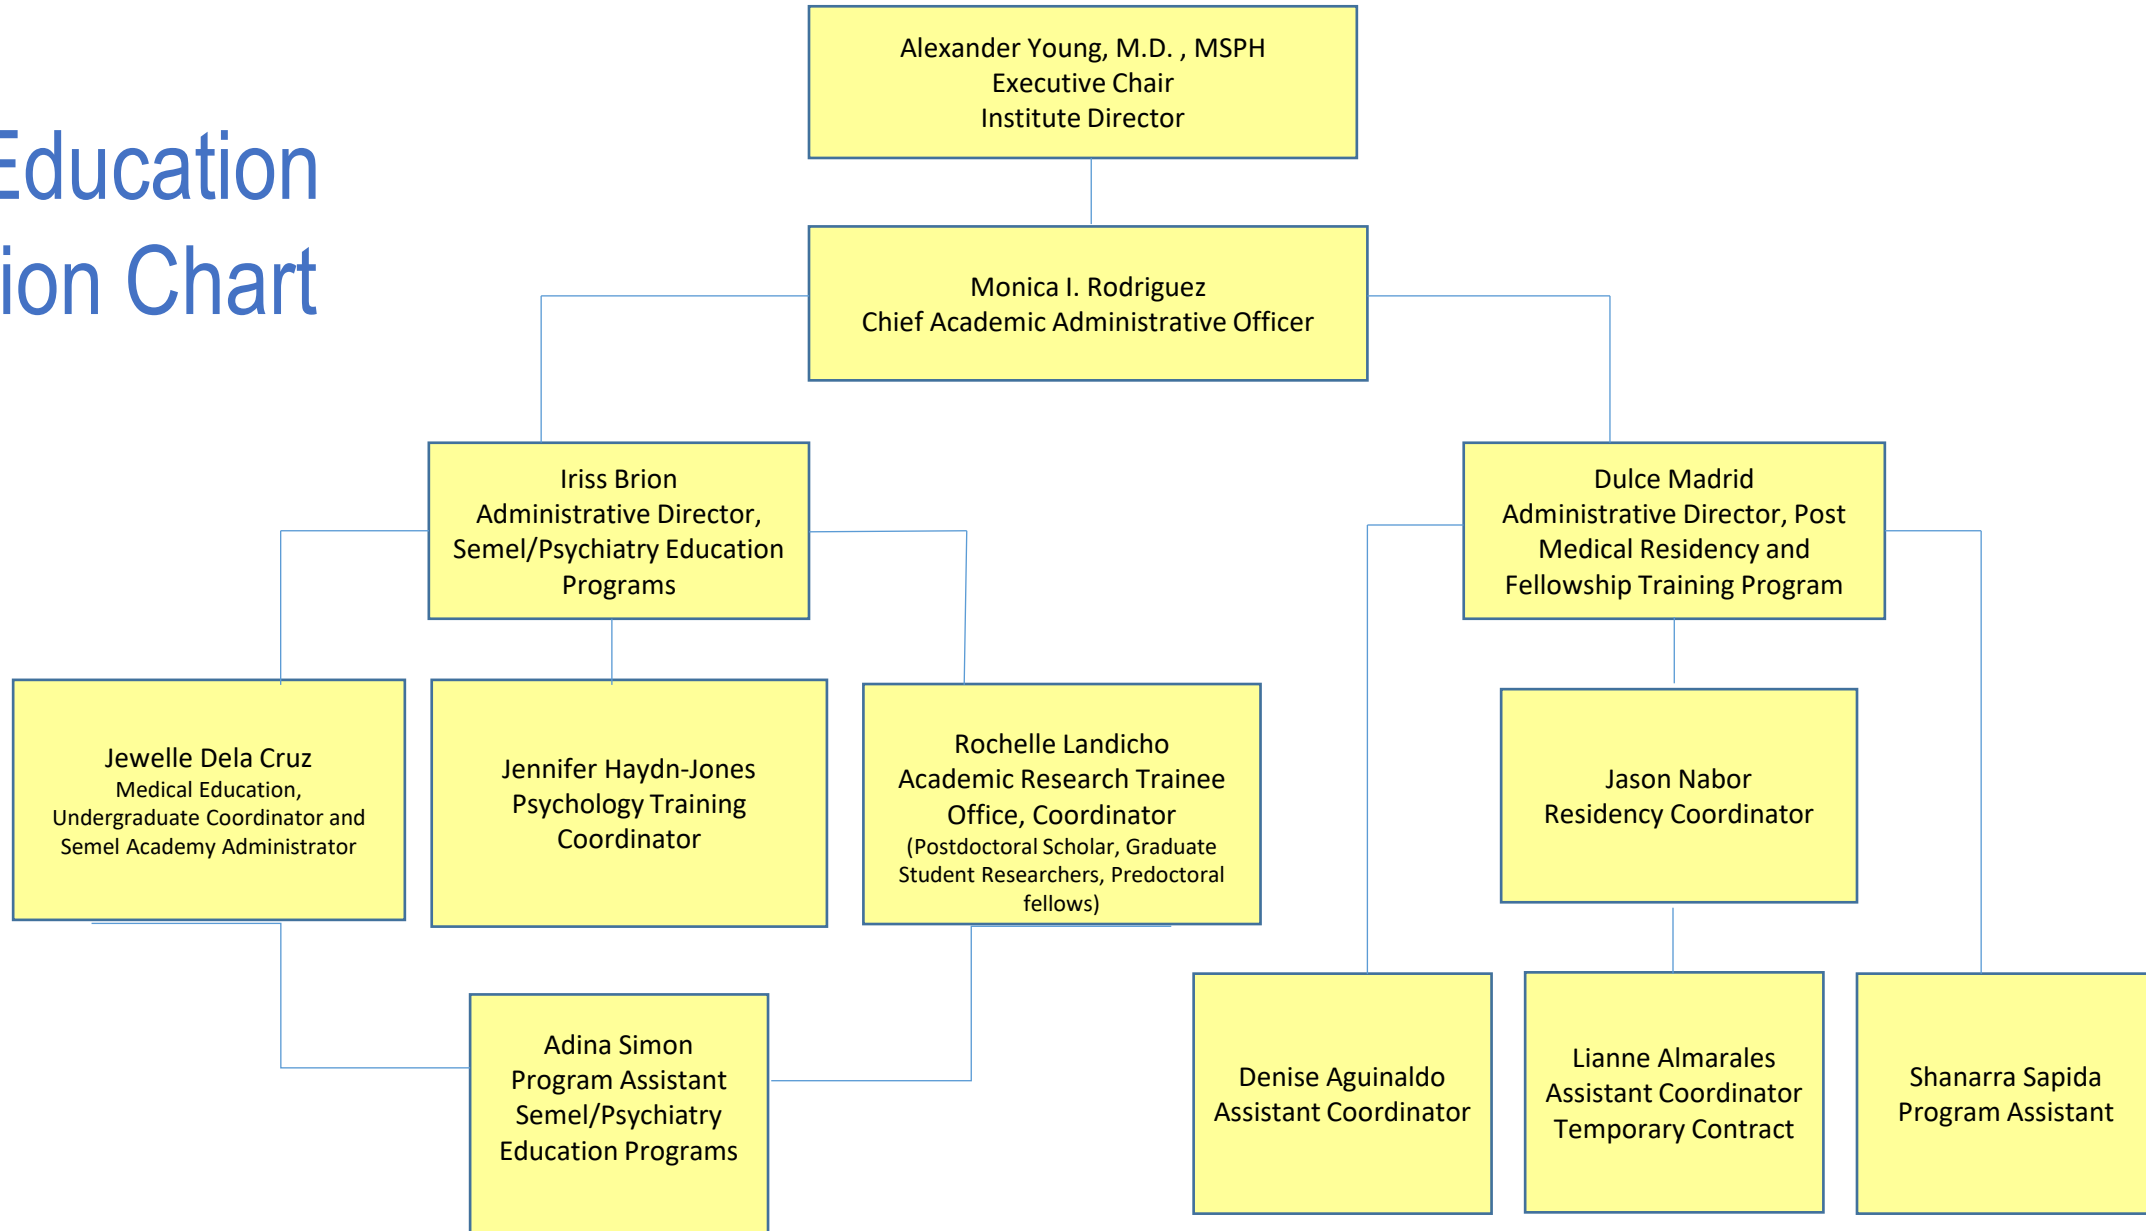 Education
ion Chart
Alexander Young, M.D. , MSPH
Executive Chair
Institute Director
Monica I. Rodriguez
Chief Academic Administrative Officer
Iriss Brion
Administrative Director,
Semel/Psychiatry Education
Programs
Dulce Madrid
Administrative Director, Post
Medical Residency and
Fellowship Training Program
Jewelle Dela Cruz
Medical Education,
Undergraduate Coordinator and
Semel Academy Administrator
Jennifer Haydn-Jones
Psychology Training
Coordinator
Rochelle Landicho
Academic Research Trainee
Office, Coordinator
(Postdoctoral Scholar, Graduate
Student Researchers, Predoctoral
fellows)
Jason Nabor
Residency Coordinator
Adina Simon
Program Assistant
Semel/Psychiatry
Education Programs
Denise Aguinaldo
Assistant Coordinator
Lianne Almarales
Assistant Coordinator
Temporary Contract
Shanarra Sapida
Program Assistant